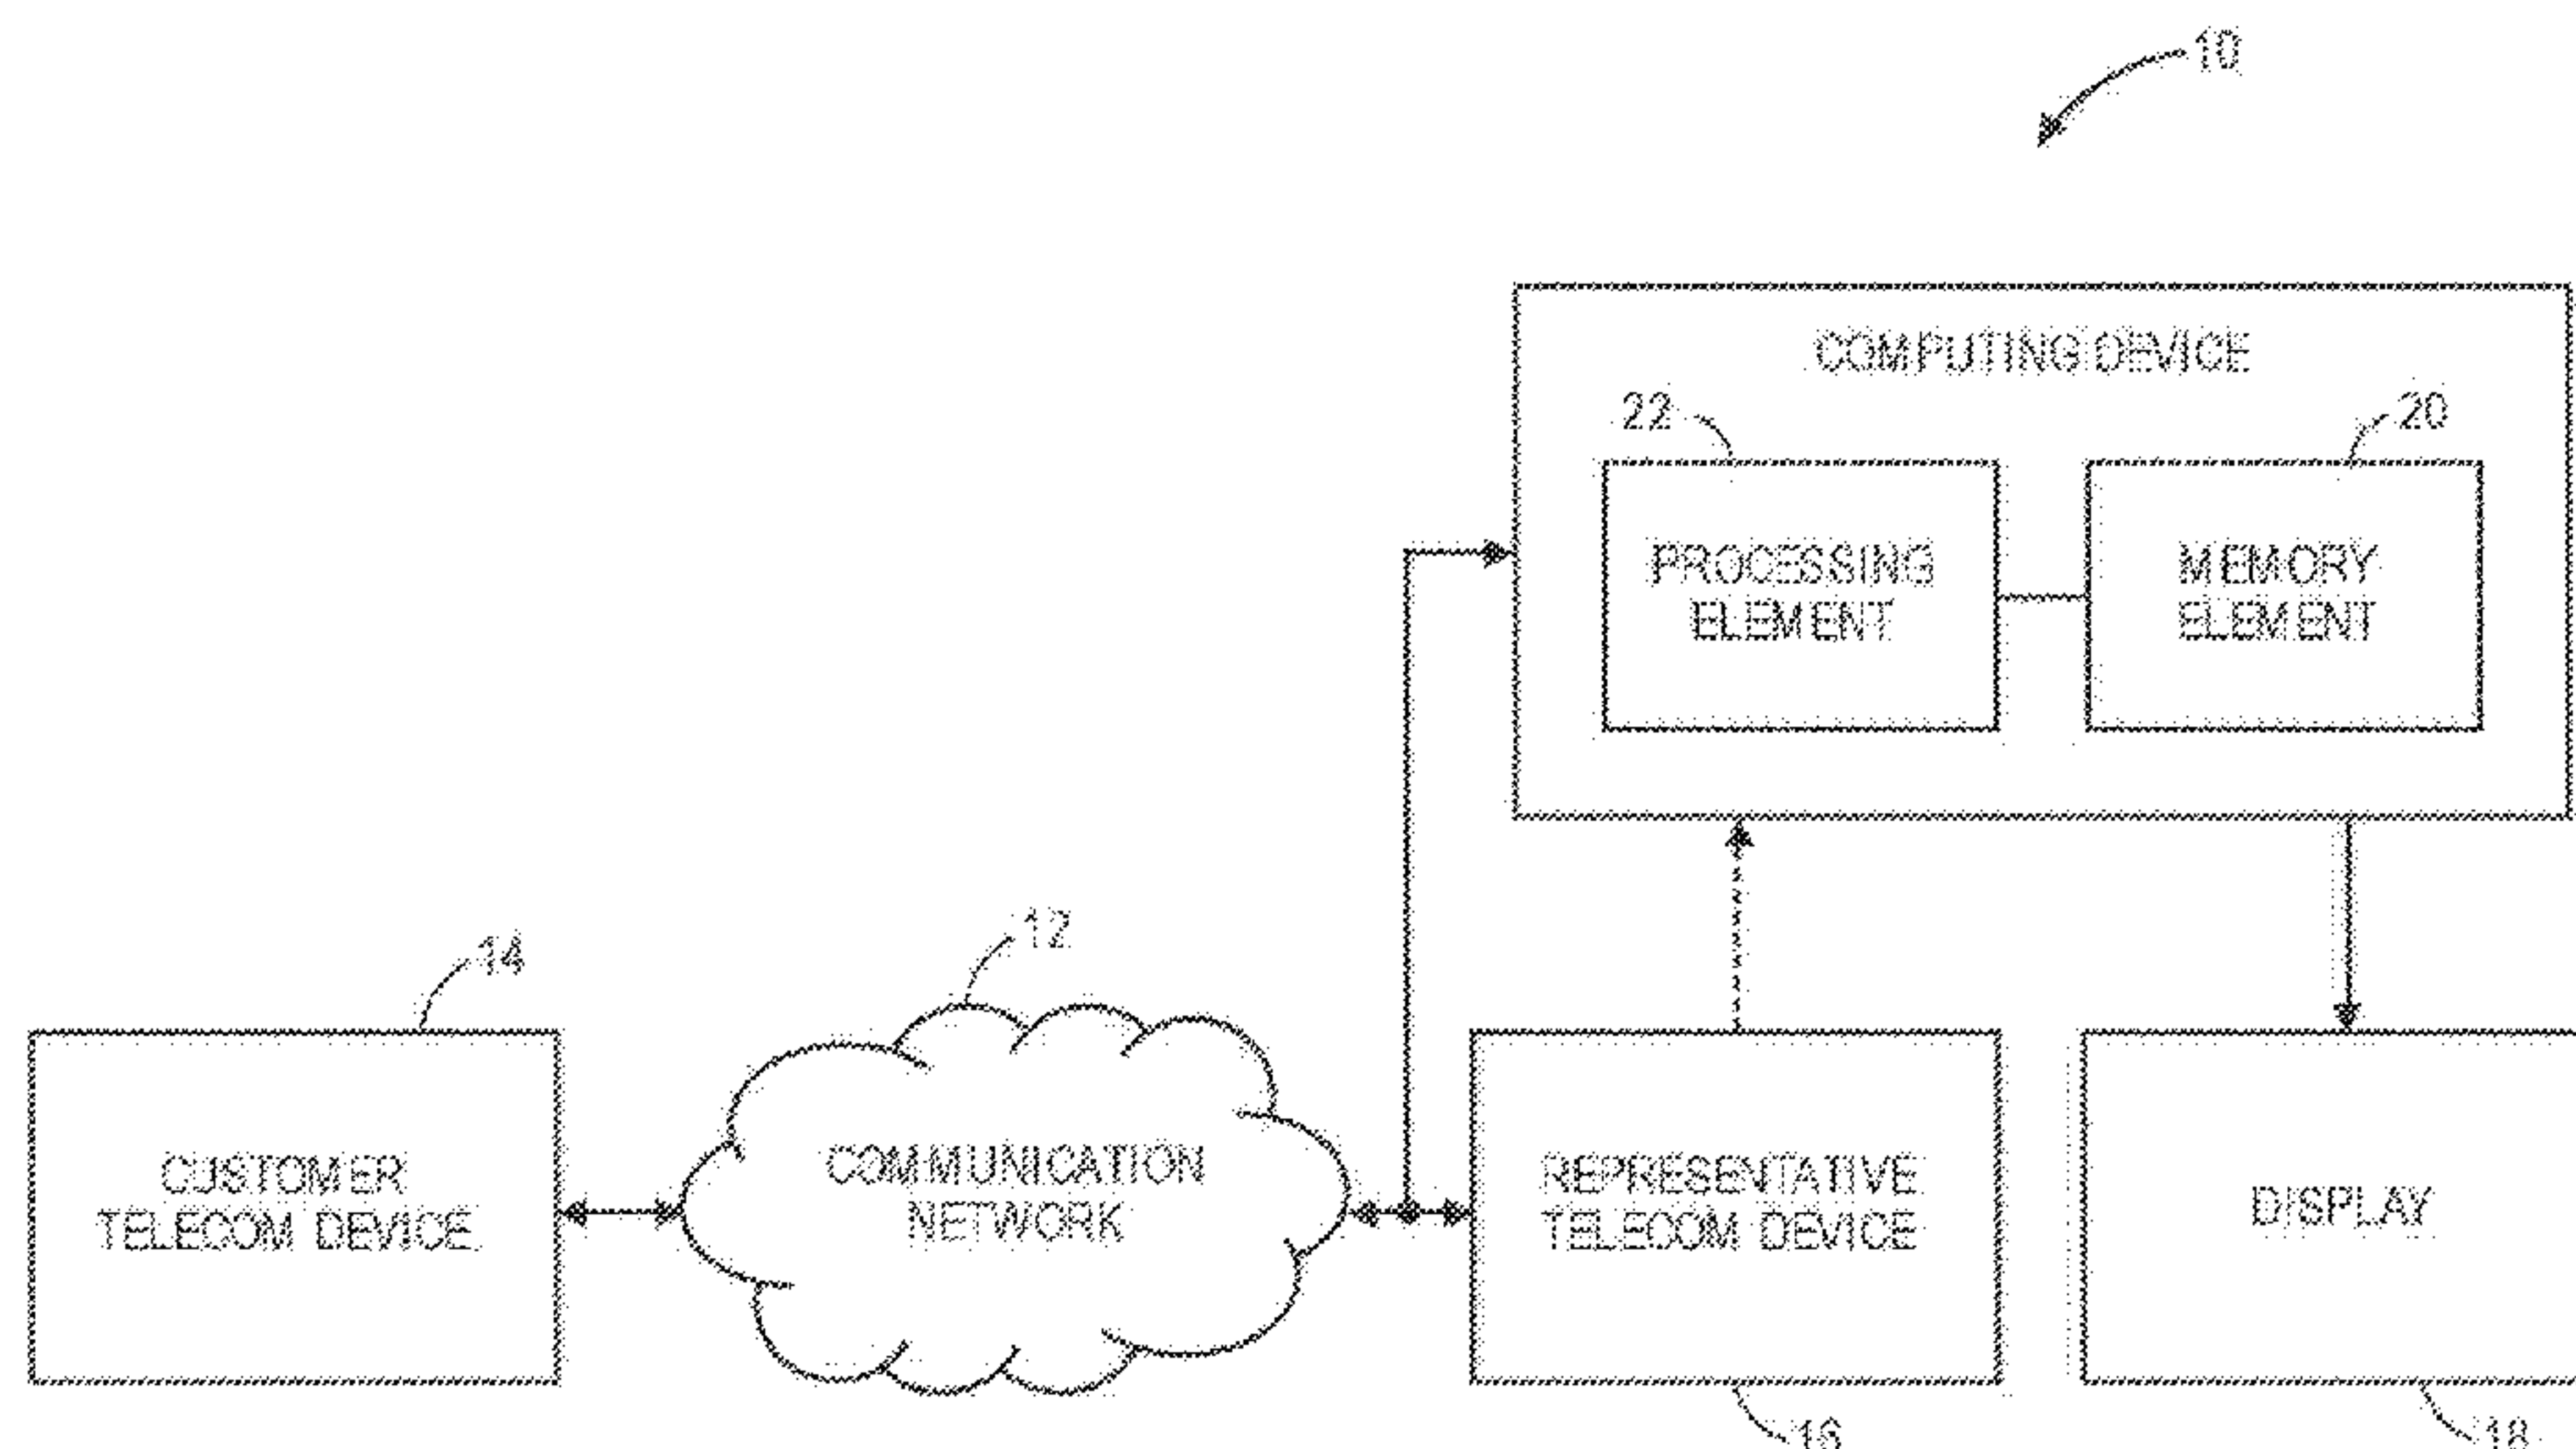 10
COMPUTING DEVICE
22
20
PROCESSING
ELEMENT
MEMORY
ELEMENT
14
12
CUSTOMER
TELECOM DEVICE
COMMUNICATION
NETWORK
REPRESENTATIVE
TELECOM DEVICE
DISPLAY
16
18